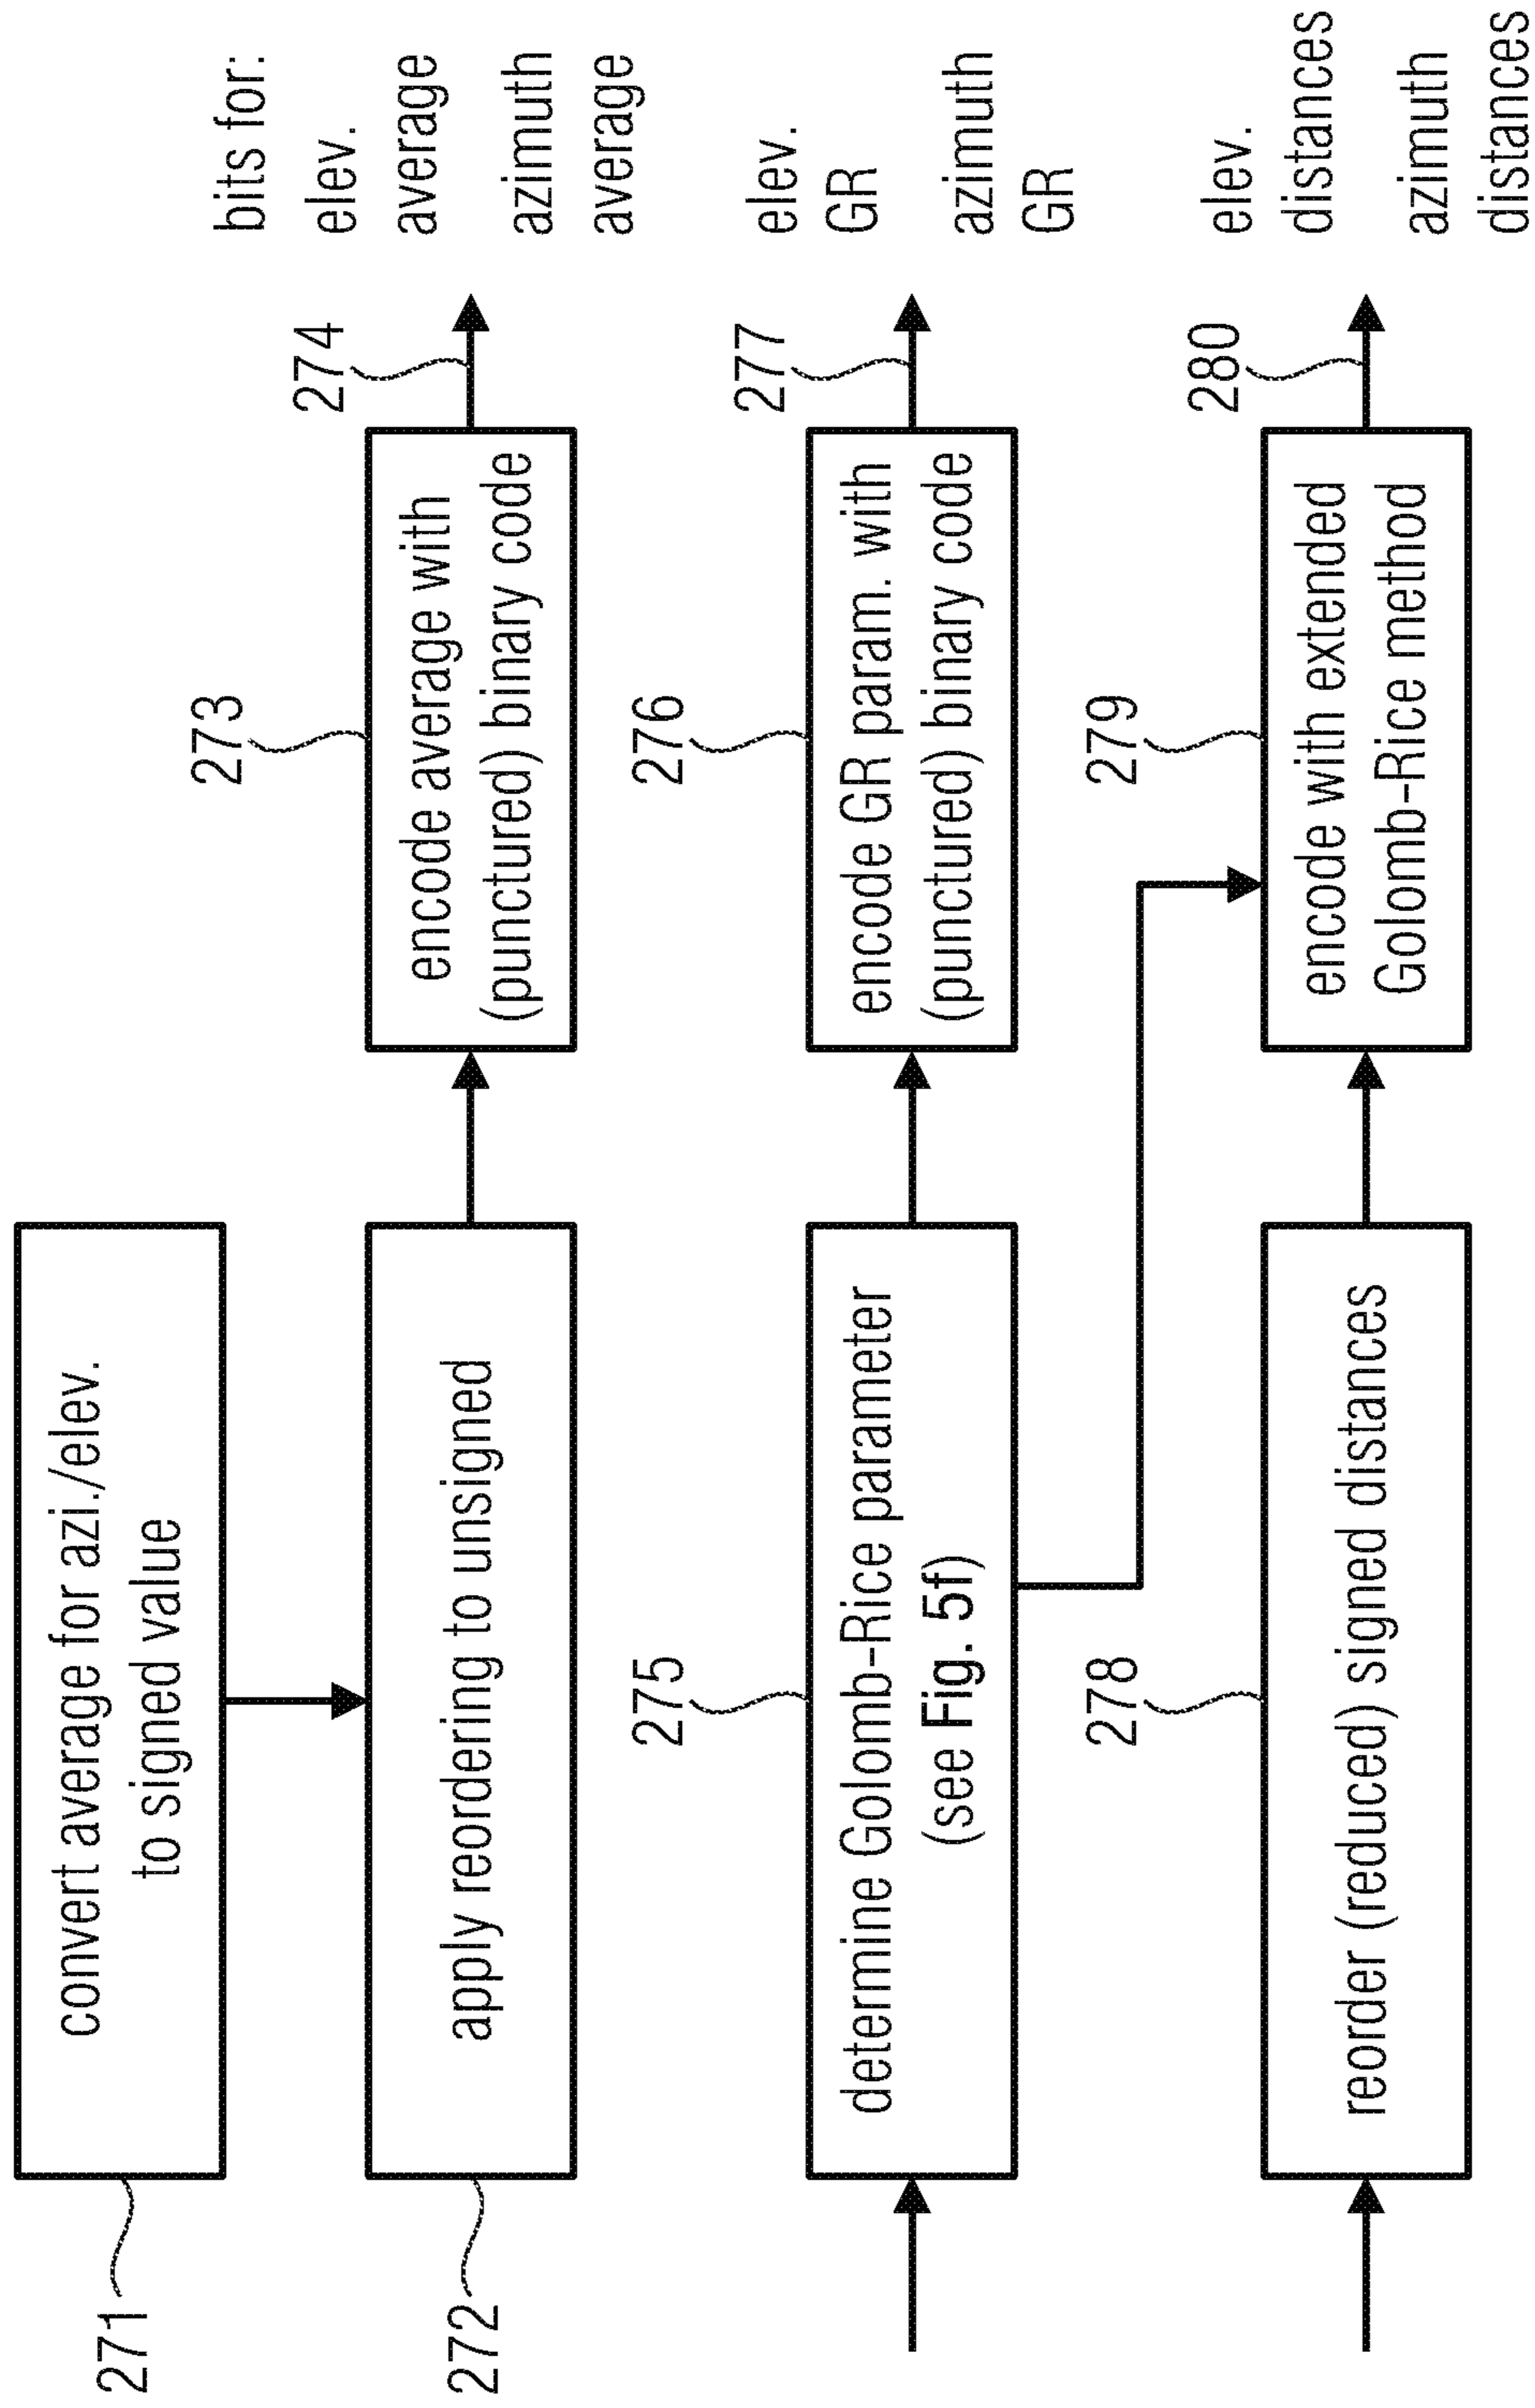 271
convert average for azi./elev.
to signed value
272
apply reordering to unsigned
273
encode average with
(punctured) binary code
274
bits for:
elev.
average
azimuth
average
275
determine Golomb-Rice parameter
(see Fig. 5f)
276
encode GR param. with
(punctured) binary code
277
elev.
GR
azimuth
GR
278
reorder (reduced) signed distances
279
encode with extended
Golomb-Rice method
280
elev.
distances
azimuth
distances